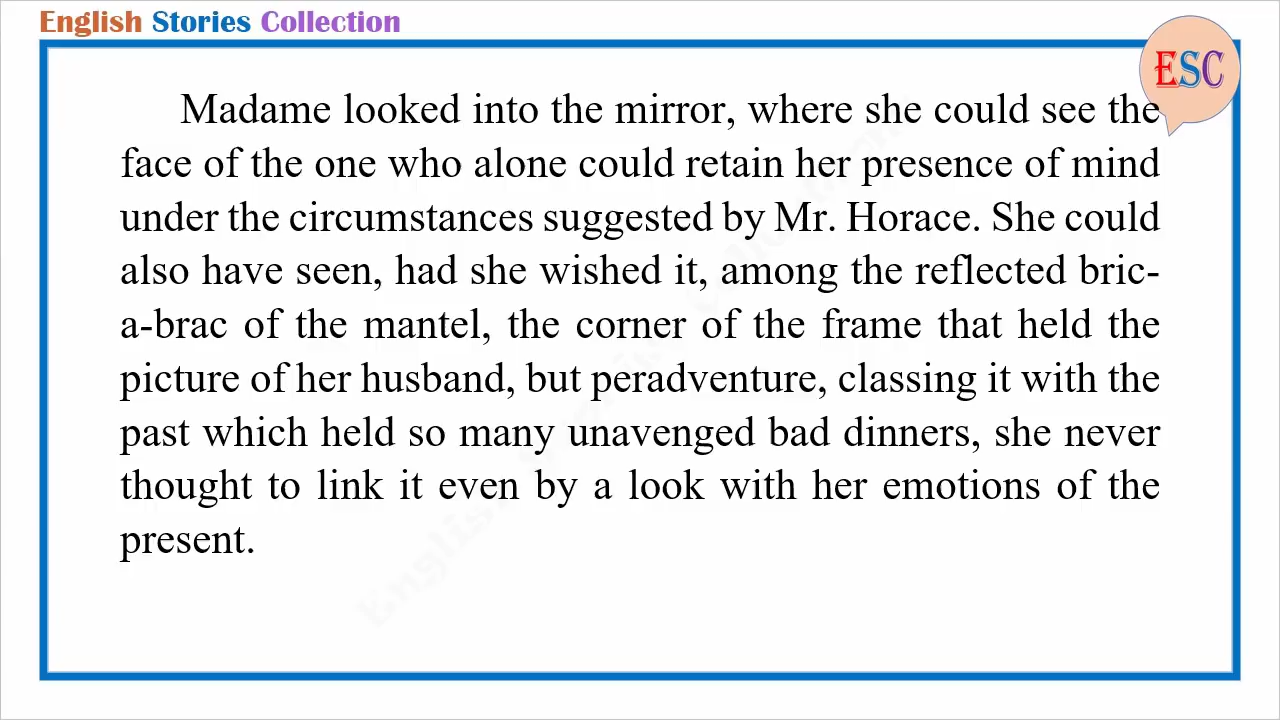 English Stories Collection
ESC
Madame looked into the mirror, where she could see the
face of the one who alone could retain her presence of mind
under the circumstances suggested by Mr. Horace. She could
also have seen, had she wished it, among the reflected bric-
a-brac of the mantel, the corner of the frame that held the
picture of her husband, but peradventure, classing it with the
past which held so many unavenged bad dinners, she never
thought to link it even by a look with her emotions of the
present.